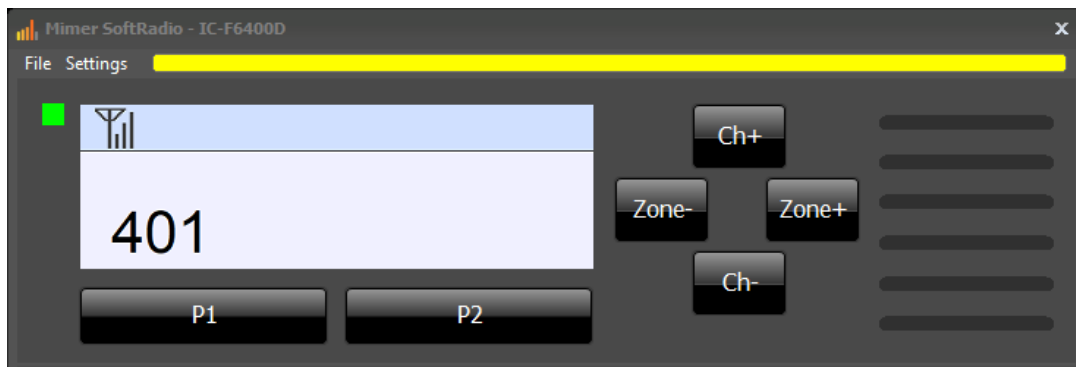 Mimer SoftRadio - IC-F6400D x
File Settings
Ch+
Zone- Zone+
401
Ch-
P1 P2